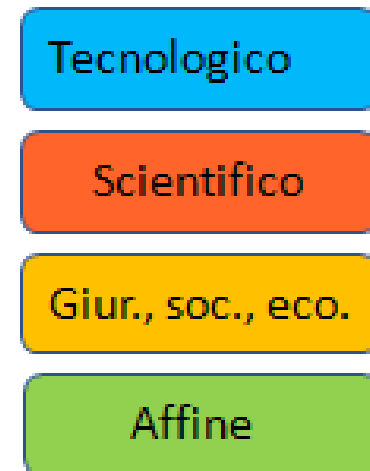 Tecnologico
Scientifico
Giur., soc., eco.
Affine